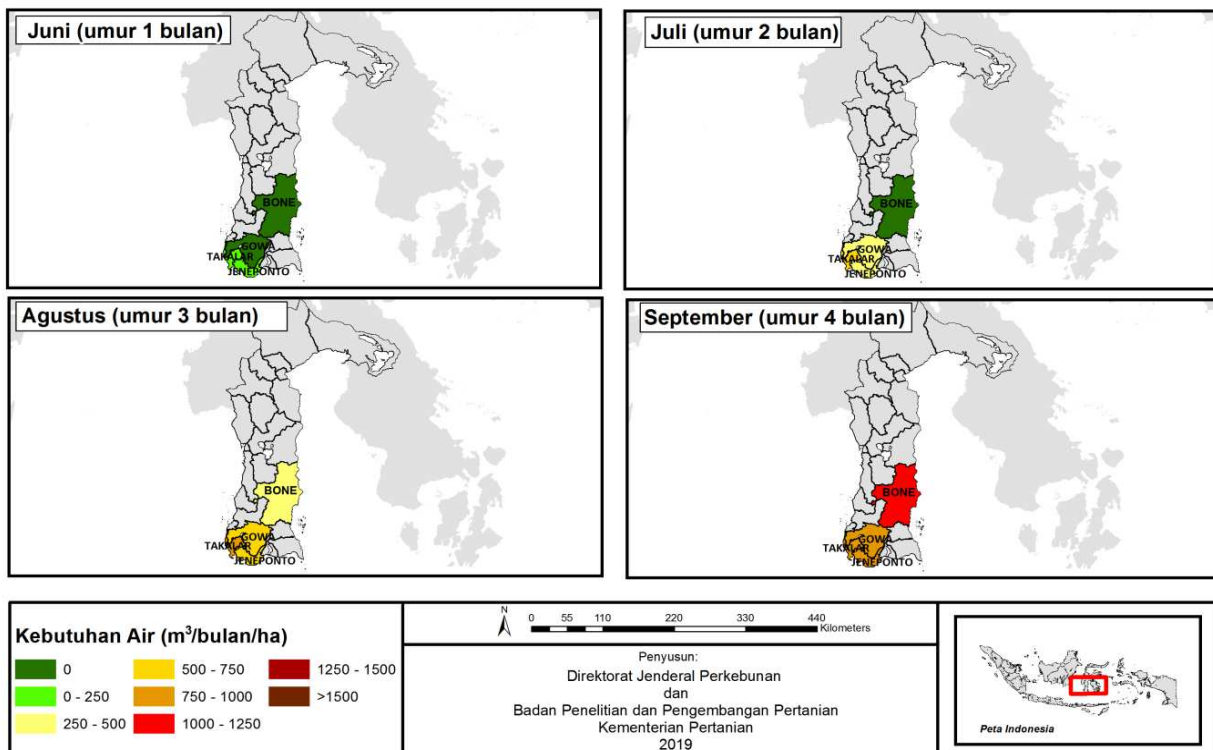 Juni (umur 1 bulan)
BONE
GOWA
TAKALAR
JENEPONTO
Juli (umur 2 bulan)
BONE
GOWA
TAKALAR
JENEPONTO
Agustus (umur 3 bulan)
BONE
GOWA
TAKALAR
JENEPONTO
September (umur 4 bulan)
BONE
GOWA
TAKALAR
JENEPONTO
Kebutuhan Air (m³/bulan/ha)
0
0 - 250
250 - 500
500 - 750
750 - 1000
1000 - 1250
1250 - 1500
>1500
N
0 55 110 220 330 440
Kilometers
Penyusun:
Direktorat Jenderal Perkebunan
dan
Badan Penelitian dan Pengembangan Pertanian
Kementerian Pertanian
2019
Peta Indonesia